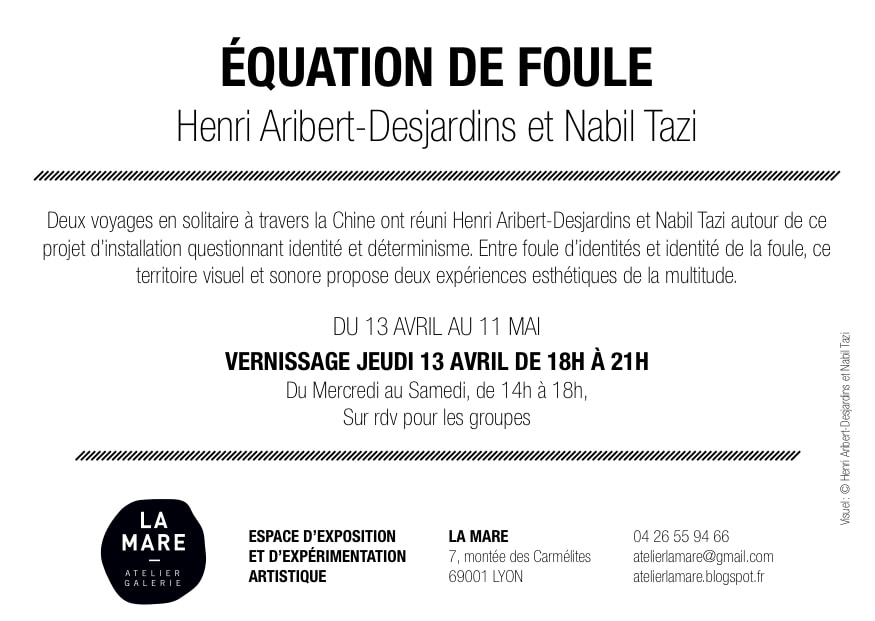 ÉQUATION DE FOULE
Henri Aribert-Desjardins et Nabil Tazi
Deux voyages en solitaire à travers la Chine ont réuni Henri Aribert-Desjardins et Nabil Tazi autour de ce
projet d'installation questionnant identité et déterminisme. Entre foule d'identités et identité de la foule, ce
territoire visuel et sonore propose deux expériences esthétiques de la multitude.
DU 13 AVRIL AU 11 MAI
VERNISSAGE JEUDI 13 AVRIL DE 18H À 21H
Du Mercredi au Samedi, de 14h à 18h,
Sur rdv pour les groupes
Visuel : © Henri Aribert-Desjardins et Nabil Tazi
LA
MARE
ATELIER
GALERIE
ESPACE D'EXPOSITION
ET D'EXPÉRIMENTATION
ARTISTIQUE
LA MARE
7, montée des Carmélites
69001 LYON
04 26 55 94 66
atelierlamare@gmail.com
atelierlamare.blogspot.fr